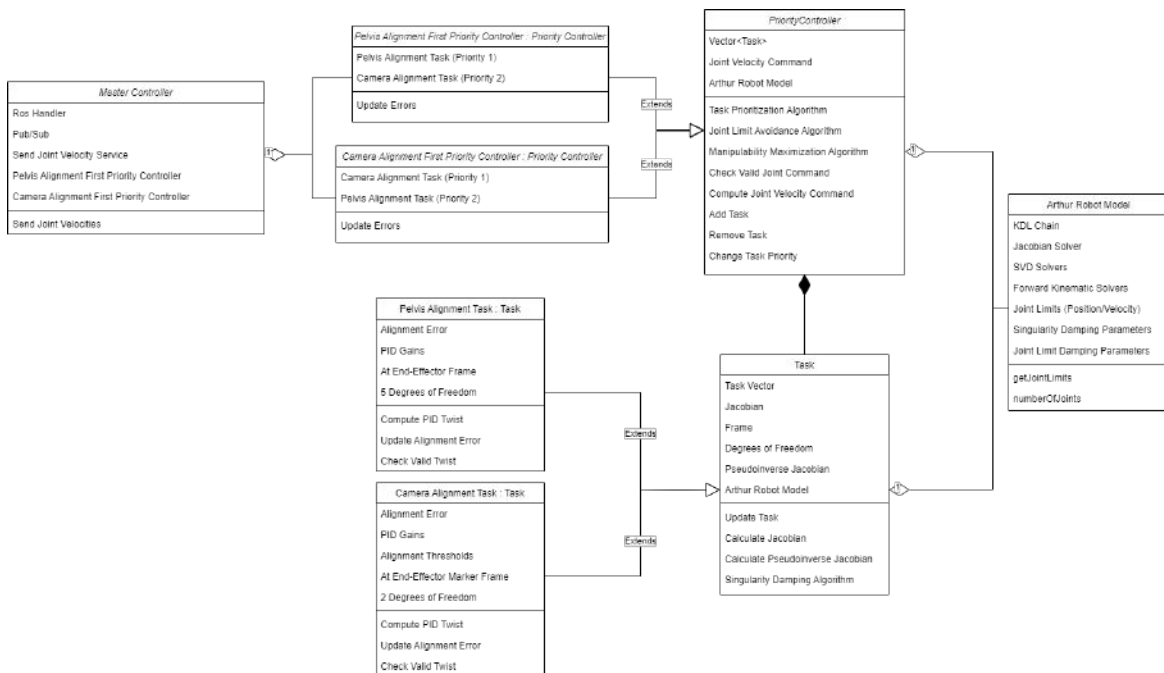 PriorityController
Vector<Task>
Joint Velocity Command
Arthur Robot Model
Task Prioritization Algorithm
Joint Limit Avoidance Algorithm
Manipulability Maximization Algorithm
Check Valid Joint Command
Compute Joint Velocity Command
Add Task
Remove Task
Change Task Priority
Pelvis Alignment First Priority Controller : Priority Controller
Pelvis Alignment Task (Priority 1)
Camera Alignment Task (Priority 2)
Update Errors
Extends
Master Controller
Ros Handler
Pub/Sub
Send Joint Velocity Service
Pelvis Alignment First Priority Controller
Camera Alignment First Priority Controller
Send Joint Velocities
1
Camera Alignment First Priority Controller : Priority Controller
Camera Alignment Task (Priority 1)
Pelvis Alignment Task (Priority 2)
Update Errors
Extends
1
Arthur Robot Model
KDL Chain
Jacobian Solver
SVD Solvers
Forward Kinematic Solvers
Joint Limits (Position/Velocity)
Singularity Damping Parameters
Joint Limit Damping Parameters
getJointLimits
numberOfJoints
Pelvis Alignment Task : Task
Alignment Error
PID Gains
At End-Effector Frame
5 Degrees of Freedom
Compute PID Twist
Update Alignment Error
Check Valid Twist
Extends
Task
Task Vector
Jacobian
Frame
Degrees of Freedom
Pseudoinverse Jacobian
Arthur Robot Model
Update Task
Calculate Jacobian
Calculate Pseudoinverse Jacobian
Singularity Damping Algorithm
1
Camera Alignment Task : Task
Alignment Error
PID Gains
Alignment Thresholds
At End-Effector Marker Frame
2 Degrees of Freedom
Compute PID Twist
Update Alignment Error
Check Valid Twist
Extends